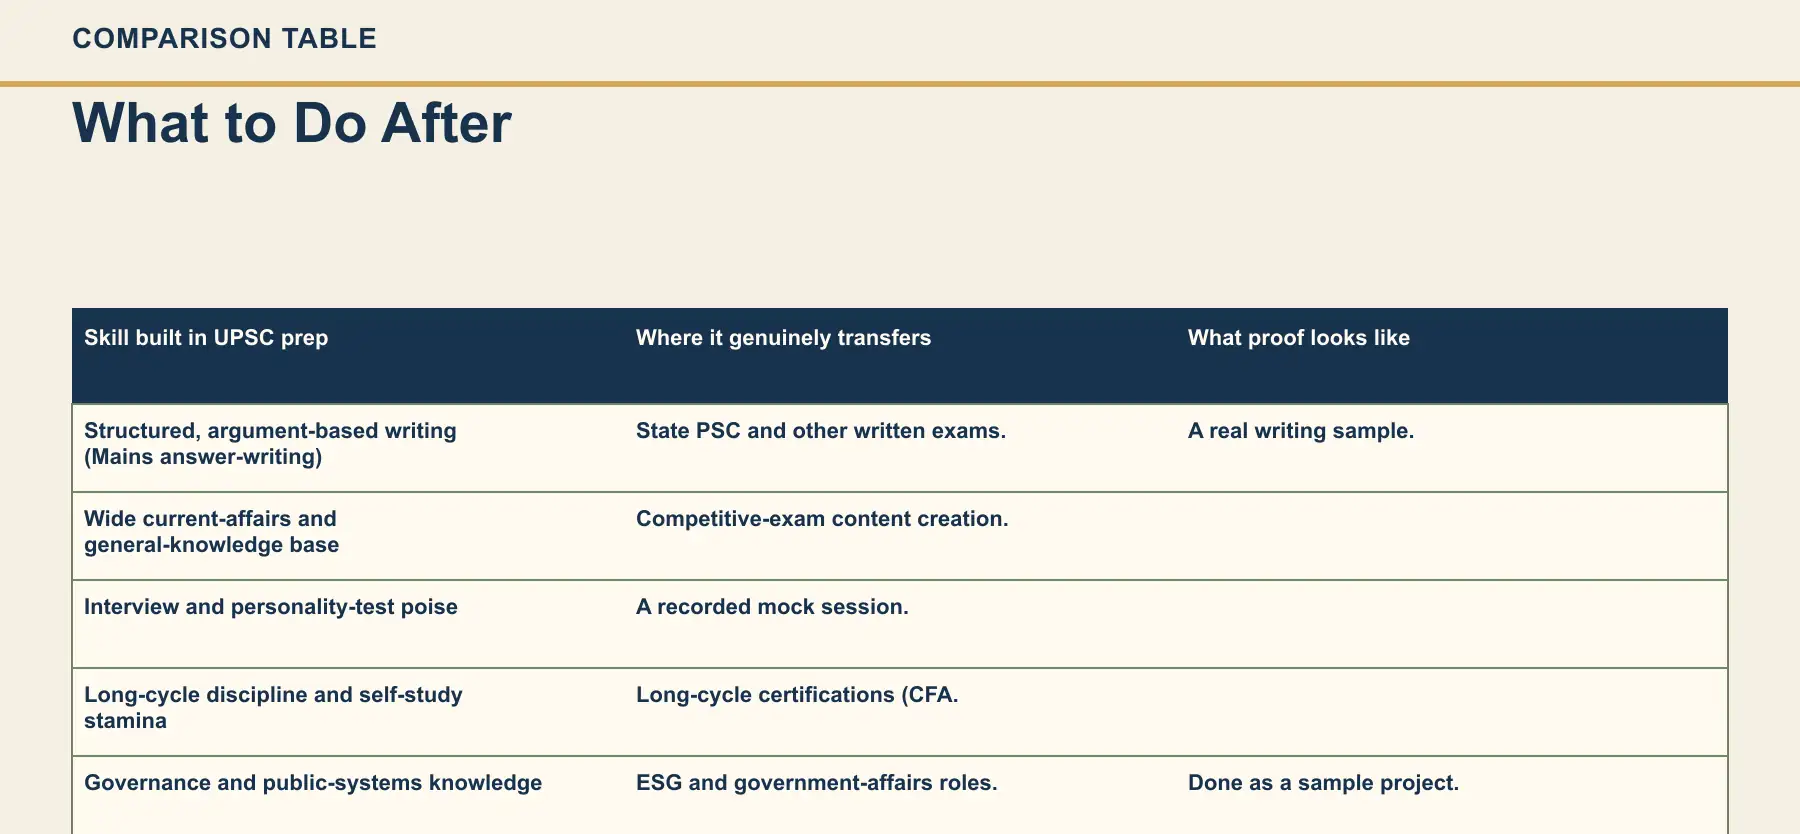 COMPARISON TABLE
What to Do After
Skill built in UPSC prep
Where it genuinely transfers
What proof looks like
Structured, argument-based writing
(Mains answer-writing)
State PSC and other written exams.
A real writing sample.
Wide current-affairs and
general-knowledge base
Competitive-exam content creation.
Interview and personality-test poise
A recorded mock session.
Long-cycle discipline and self-study
stamina
Long-cycle certifications (CFA.
Governance and public-systems knowledge
ESG and government-affairs roles.
Done as a sample project.